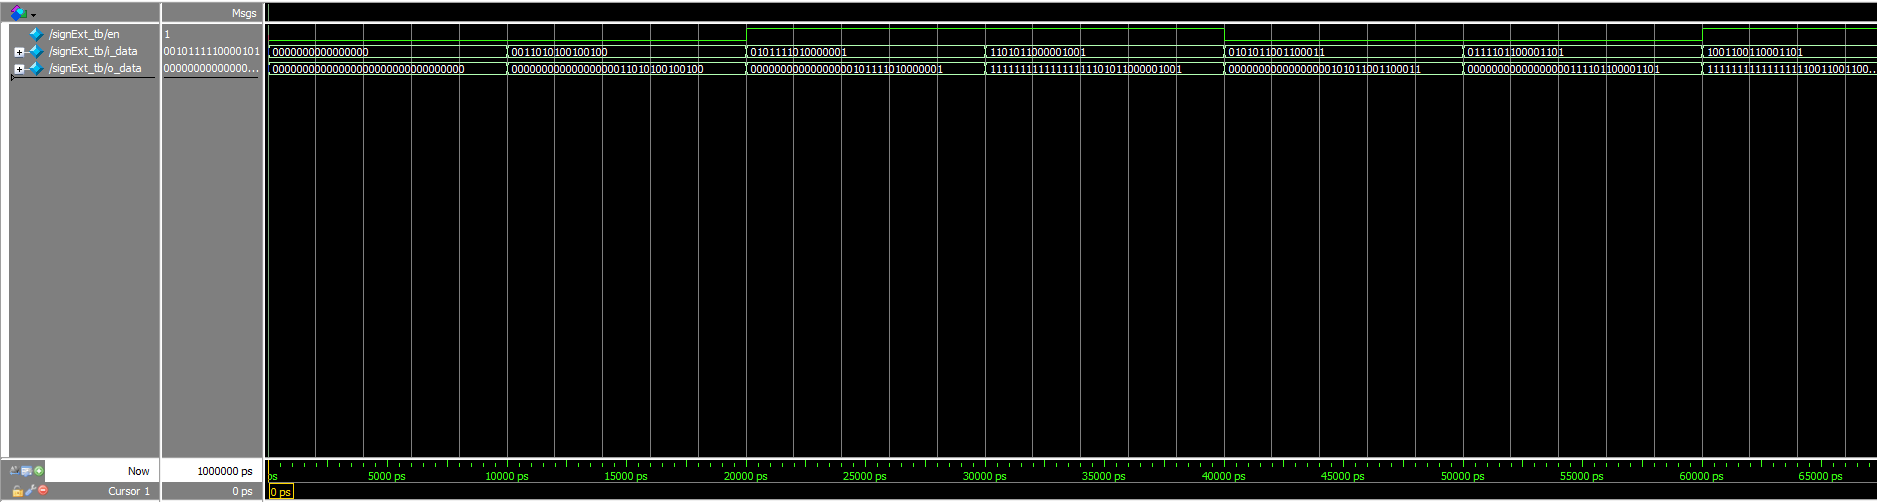 Msgs
/signExt_tb/en 1
/signExt_tb/i_data 0010111110000101 0000000000000000 0011010100100100 0101111010000001 1101011000001001 0101011001100011 0111101100001101 1001100110001101
/signExt_tb/o_data 00000000000000... 00000000000000000000000000000000 00000000000000000011010100100100 00000000000000000101111010000001 11111111111111111101011000001001 00000000000000000101011001100011 00000000000000000111101100001101 111111111111111110011001100...
Now 1000000 ps ps 5000 ps 10000 ps 15000 ps 20000 ps 25000 ps 30000 ps 35000 ps 40000 ps 45000 ps 50000 ps 55000 ps 60000 ps 65000 ps
Cursor 1 0 ps 0 ps